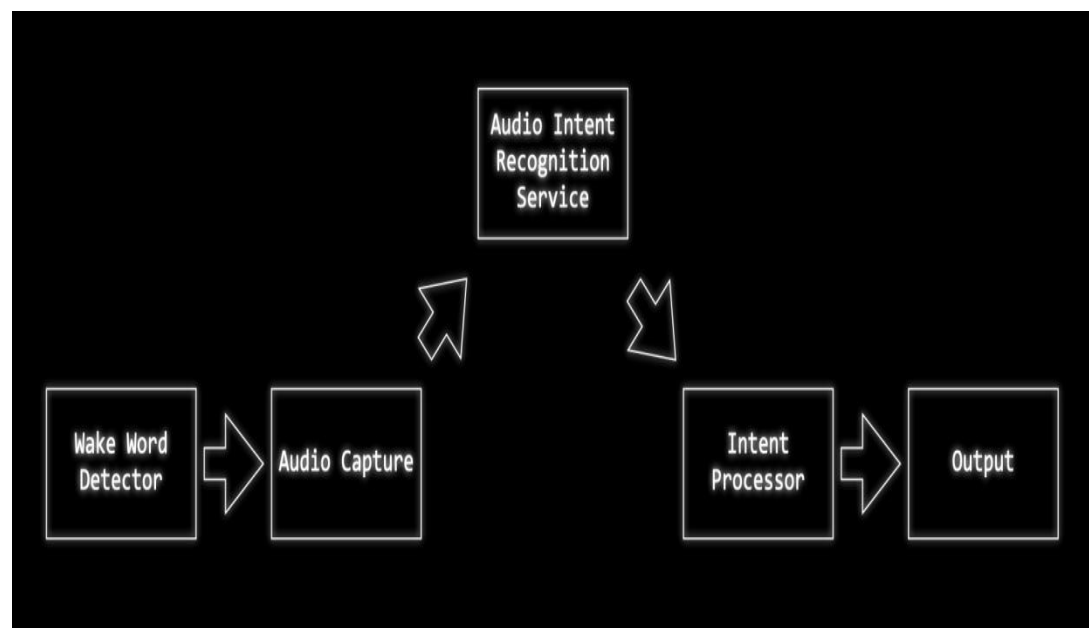 Audio Intent
Recognition
Service
Wake Word
Detector
Audio Capture
Intent
Processor
Output